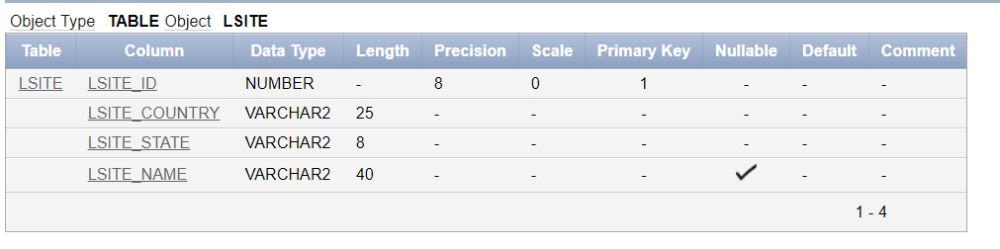 Object Type TABLE Object LSITE
Table Column Data Type Length Precision Scale Primary Key Nullable Default Comment
LSITE LSITE_ID NUMBER - 8 0 1 - - -
LSITE_COUNTRY VARCHAR2 25 - - - - - -
LSITE_STATE VARCHAR2 8 - - - - - -
LSITE_NAME VARCHAR2 40 - - - ✓ - -
1 - 4